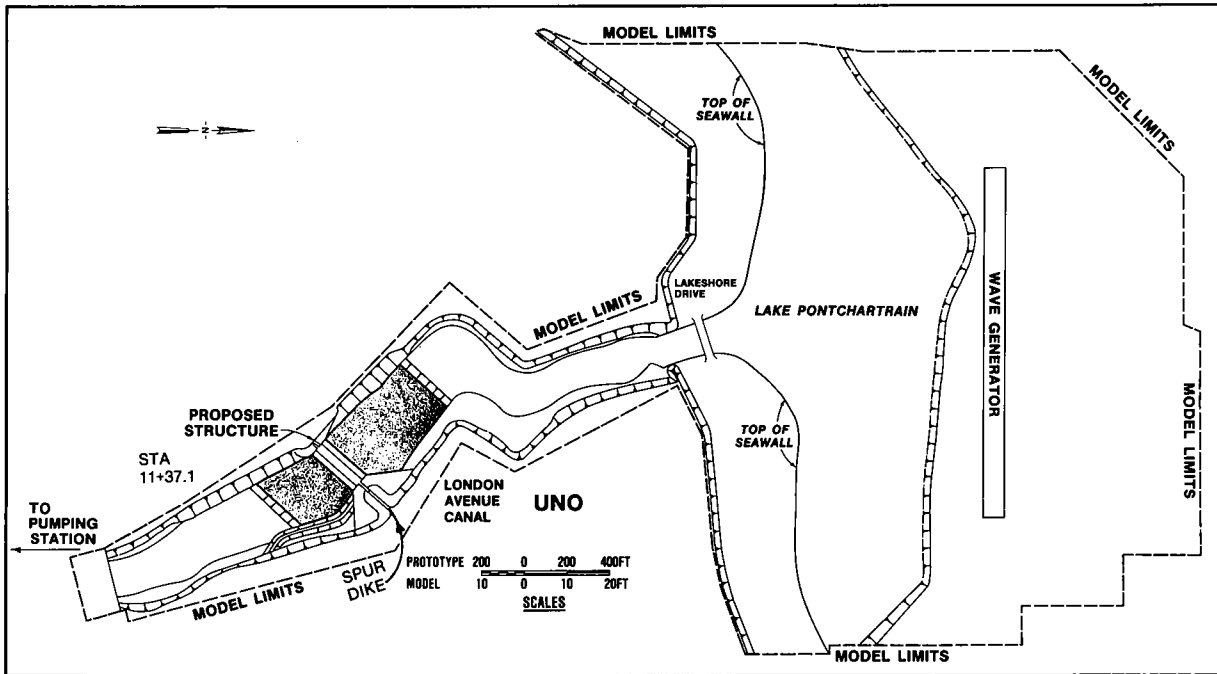 MODEL LIMITS
MODEL LIMITS
TOP OF
SEAWALL
N
LAKESHORE
DRIVE
LAKE PONTCHARTRAIN
WAVE GENERATOR
MODEL LIMITS
MODEL LIMITS
PROPOSED
STRUCTURE
STA
11+37.1
TOP OF
SEAWALL
LONDON
AVENUE
CANAL
UNO
TO
PUMPING
STATION
SPUR
DIKE
PROTOTYPE 200 0 200 400FT
MODEL 10 0 10 20FT
SCALES
MODEL LIMITS
MODEL LIMITS